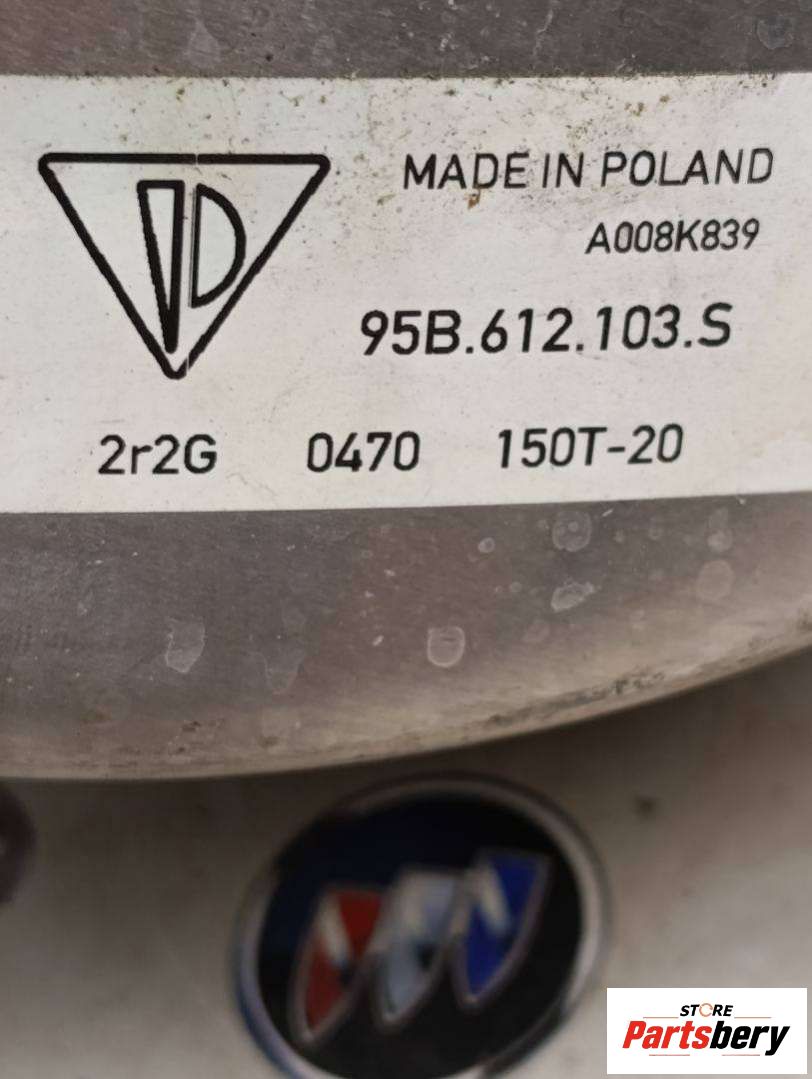 MADE IN POLAND
A008K839
95B.612.103.S
2r2G 0470 150T-20
STORE
Partsbery